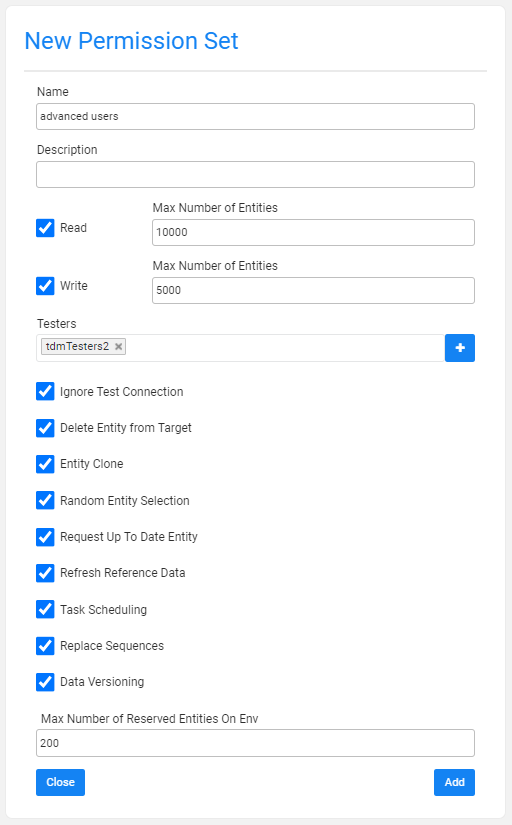 New Permission Set
Name
advanced users
Description
Max Number of Entities
Read
10000
Max Number of Entities
Write
5000
Testers
tdmTesters2
Ignore Test Connection
Delete Entity from Target
Entity Clone
Random Entity Selection
Request Up To Date Entity
Refresh Reference Data
Task Scheduling
Replace Sequences
Data Versioning
Max Number of Reserved Entities On Env
200
Close Add